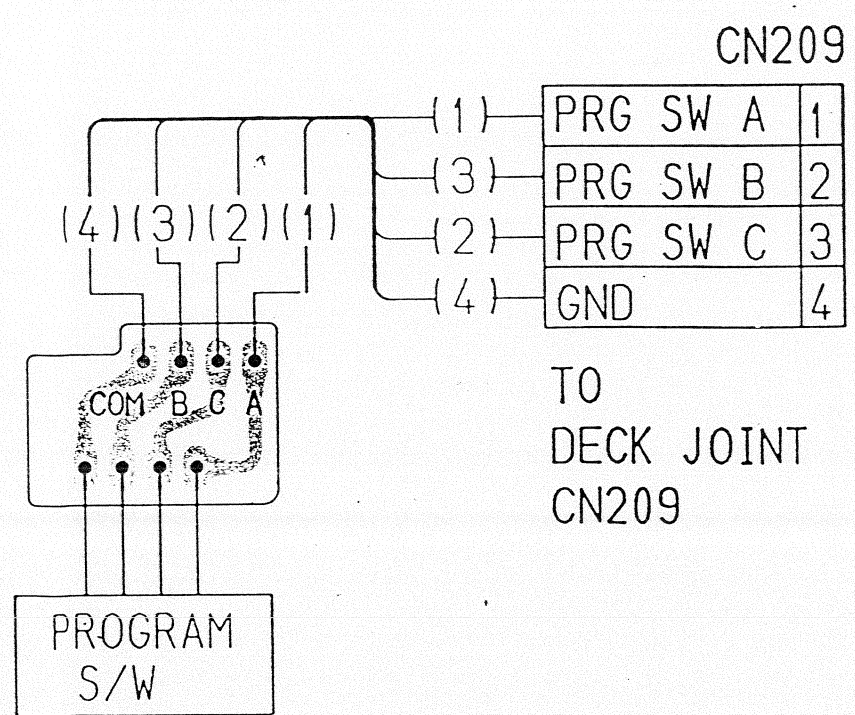 CN209
(1) PRG SW A 1
(3) PRG SW B 2
(2) PRG SW C 3
(4) GND 4
(4) (3) (2) (1)
COM B C A
TO
DECK JOINT
CN209
PROGRAM
S/W